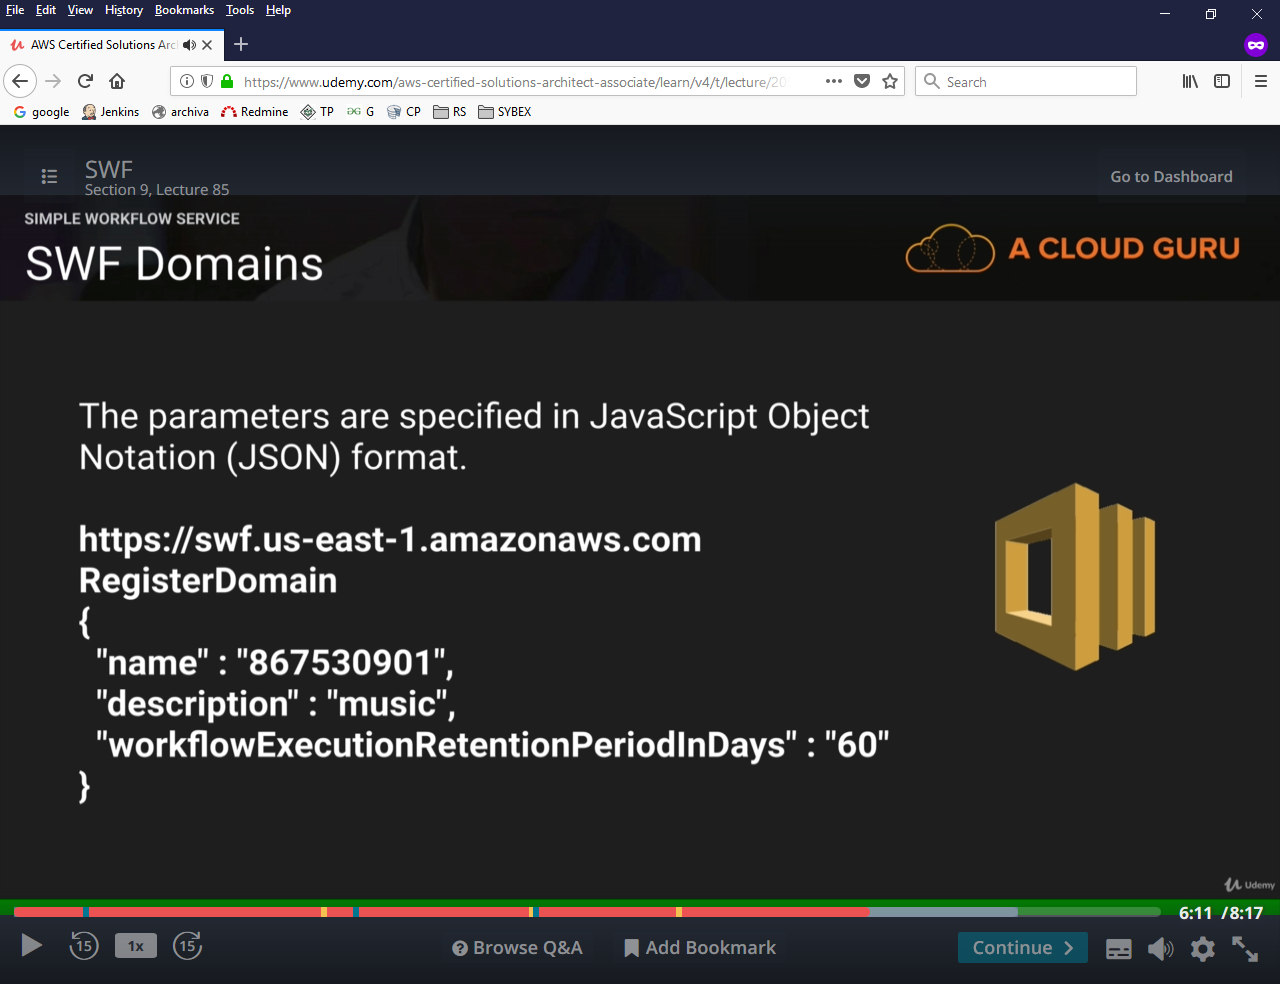 File Edit View History Bookmarks Tools Help
AWS Certified Solutions Arc
https://www.udemy.com/aws-certified-solutions-architect-associate/learn/v4/t/lecture/20
Search
google Jenkins archiva Redmine TP G CP RS SYBEX
SWF
Section 9, Lecture 85
Go to Dashboard
SIMPLE WORKFLOW SERVICE
SWF Domains
A CLOUD GURU
The parameters are specified in JavaScript Object
Notation (JSON) format.
https://swf.us-east-1.amazonaws.com
RegisterDomain
{
"name" : "867530901",
"description" : "music",
"workflowExecutionRetentionPeriodInDays" : "60"
}
Udemy
6:11 /8:17
15 1x 15 Browse Q&A Add Bookmark Continue